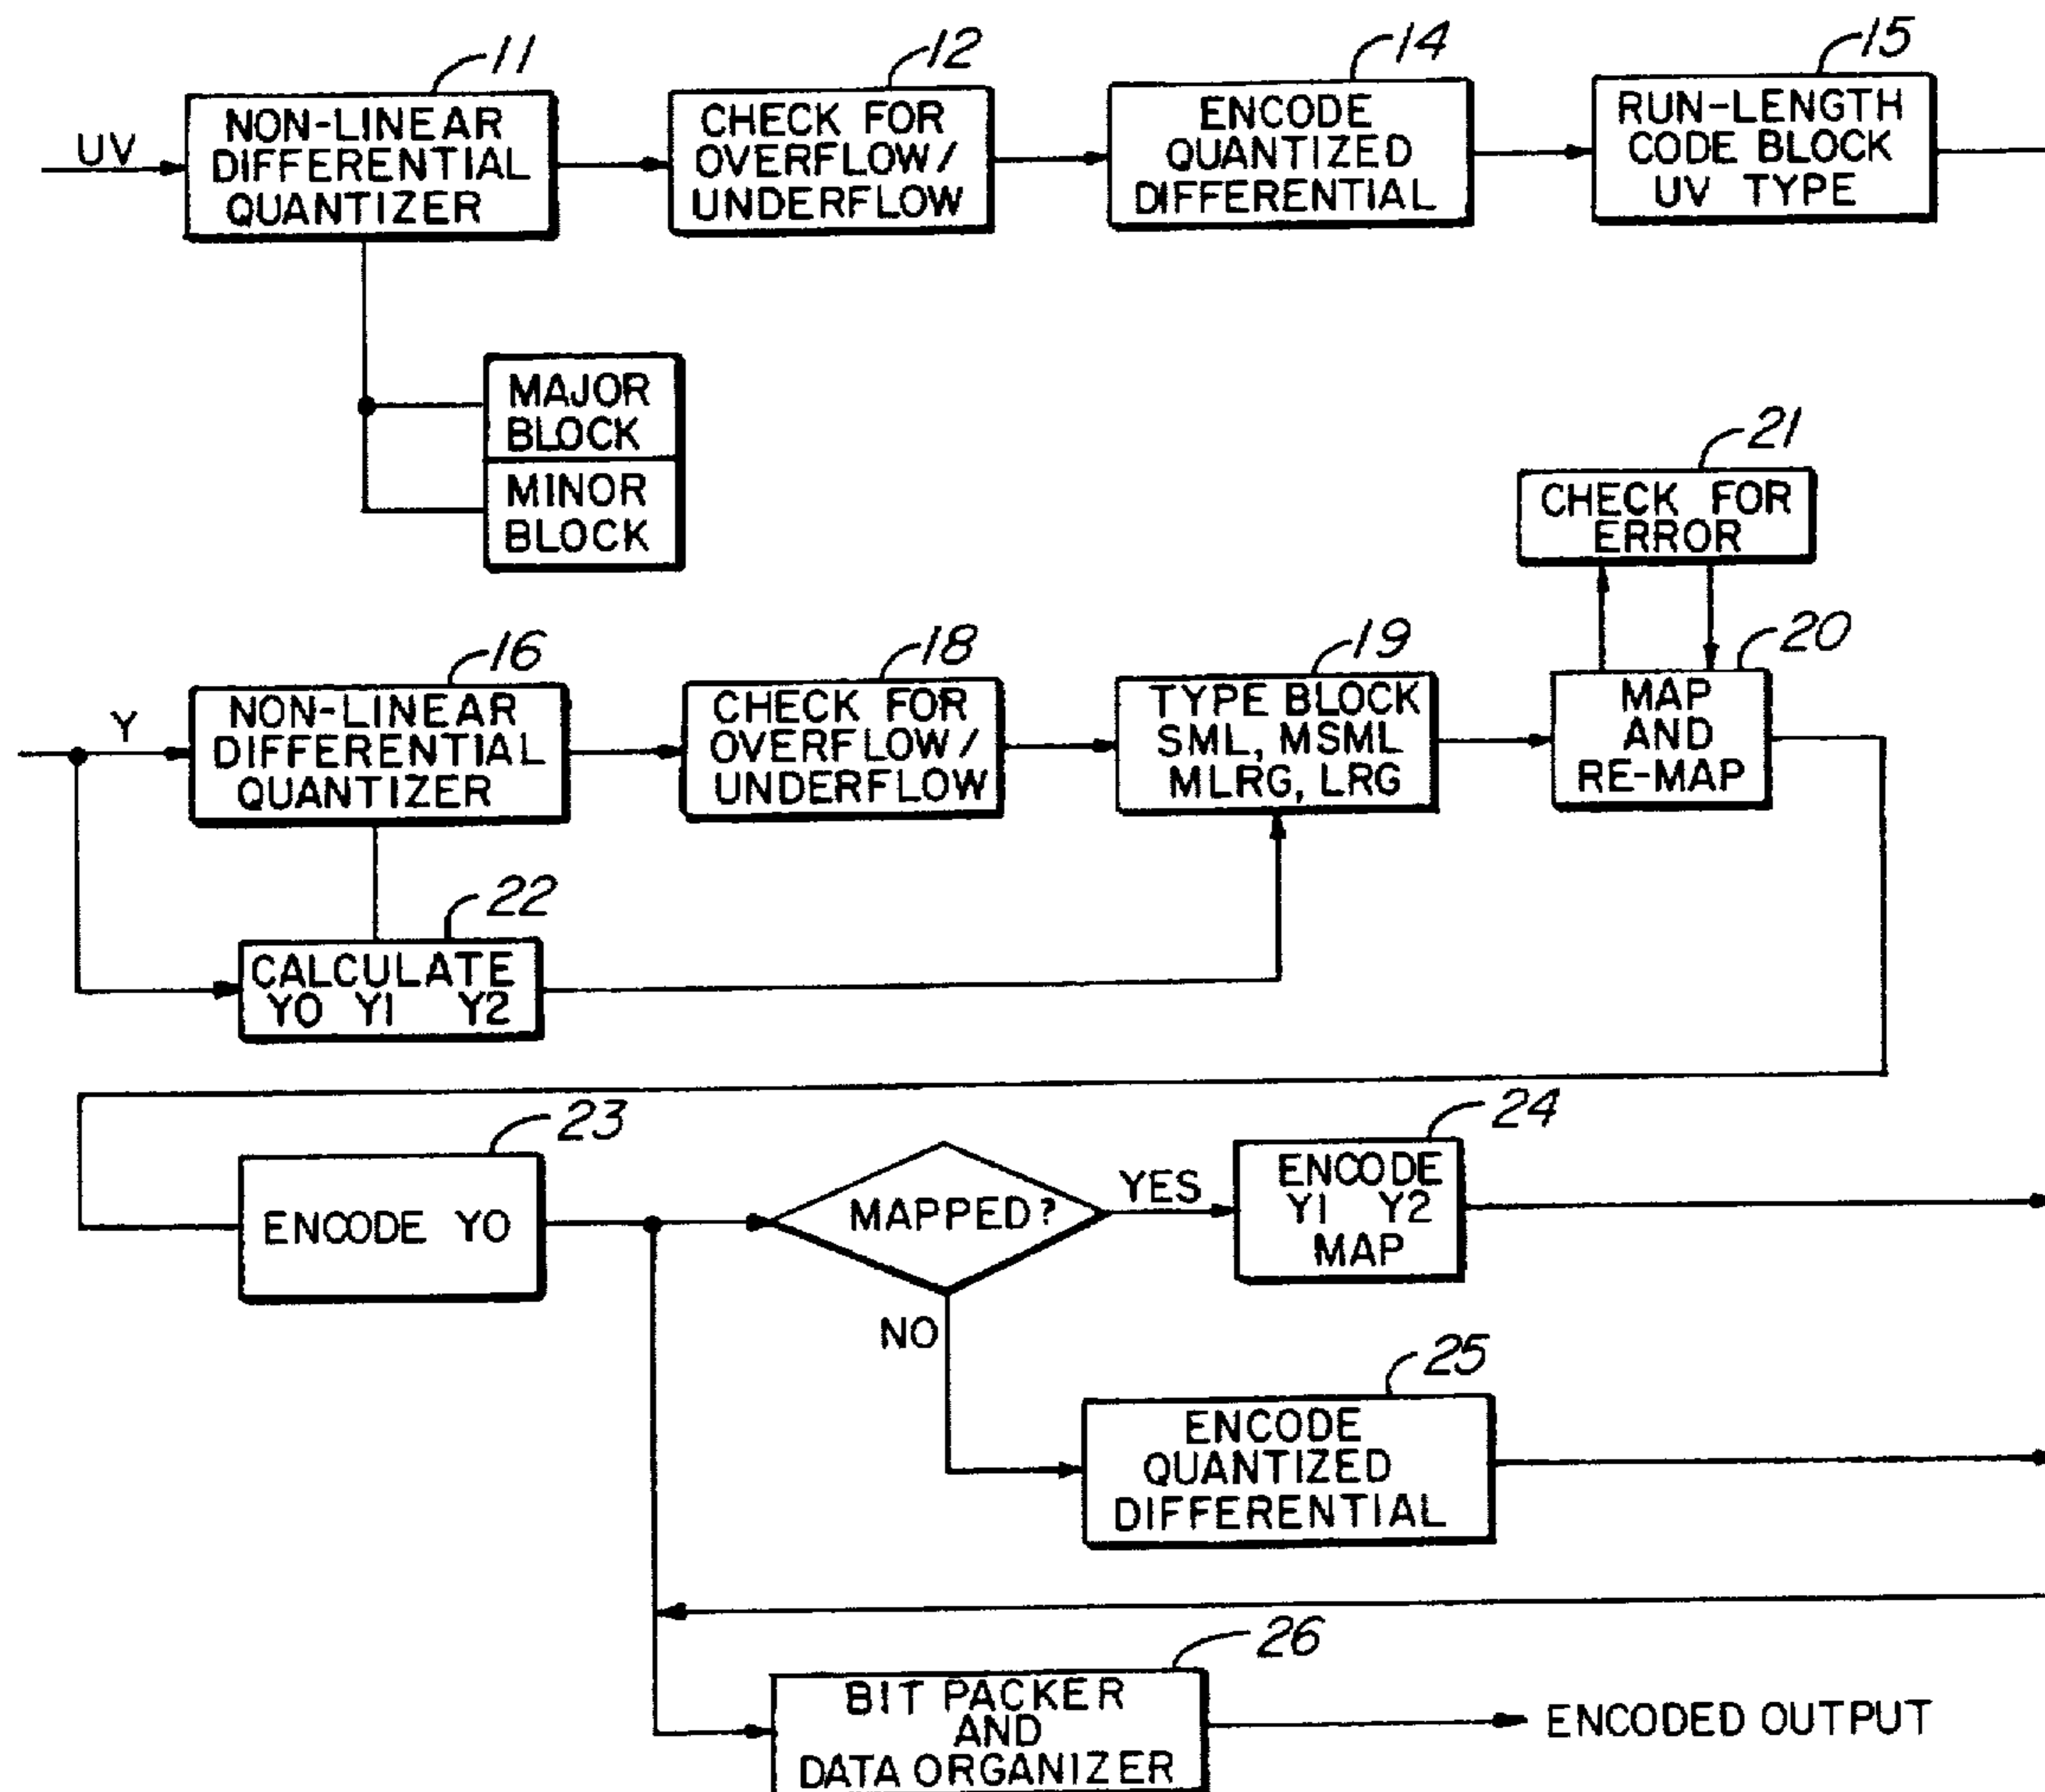 11
12
14
15
UV
NON-LINEAR
DIFFERENTIAL
QUANTIZER
CHECK FOR
OVERFLOW/
UNDERFLOW
ENCODE
QUANTIZED
DIFFERENTIAL
RUN-LENGTH
CODE BLOCK
UV TYPE
MAJOR
BLOCK
MINOR
BLOCK
21
CHECK FOR
ERROR
16
18
19
20
Y
NON-LINEAR
DIFFERENTIAL
QUANTIZER
CHECK FOR
OVERFLOW/
UNDERFLOW
TYPE BLOCK
SML, MSML
MLRG, LRG
MAP
AND
RE-MAP
22
CALCULATE
Y0 Y1 Y2
23
24
ENCODE Y0
MAPPED?
YES
ENCODE
Y1 Y2
MAP
NO
25
ENCODE
QUANTIZED
DIFFERENTIAL
26
BIT PACKER
AND
DATA ORGANIZER
ENCODED OUTPUT